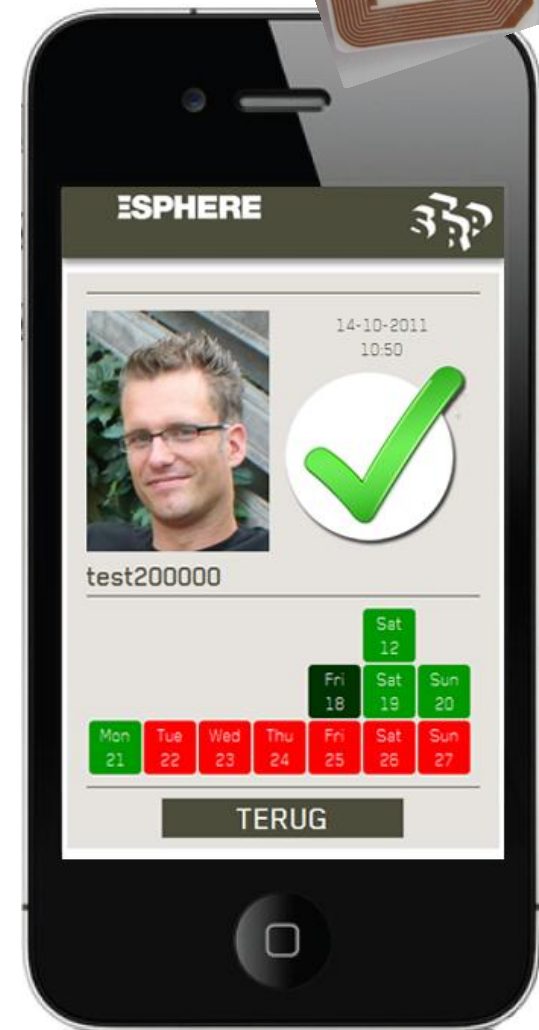 ESPHERE
14-10-2011
10:50
test200000
Sat
12
Fri Sat Sun
18 19 20
Mon Tue Wed Thu Fri Sat Sun
21 22 23 24 25 26 27
TERUG